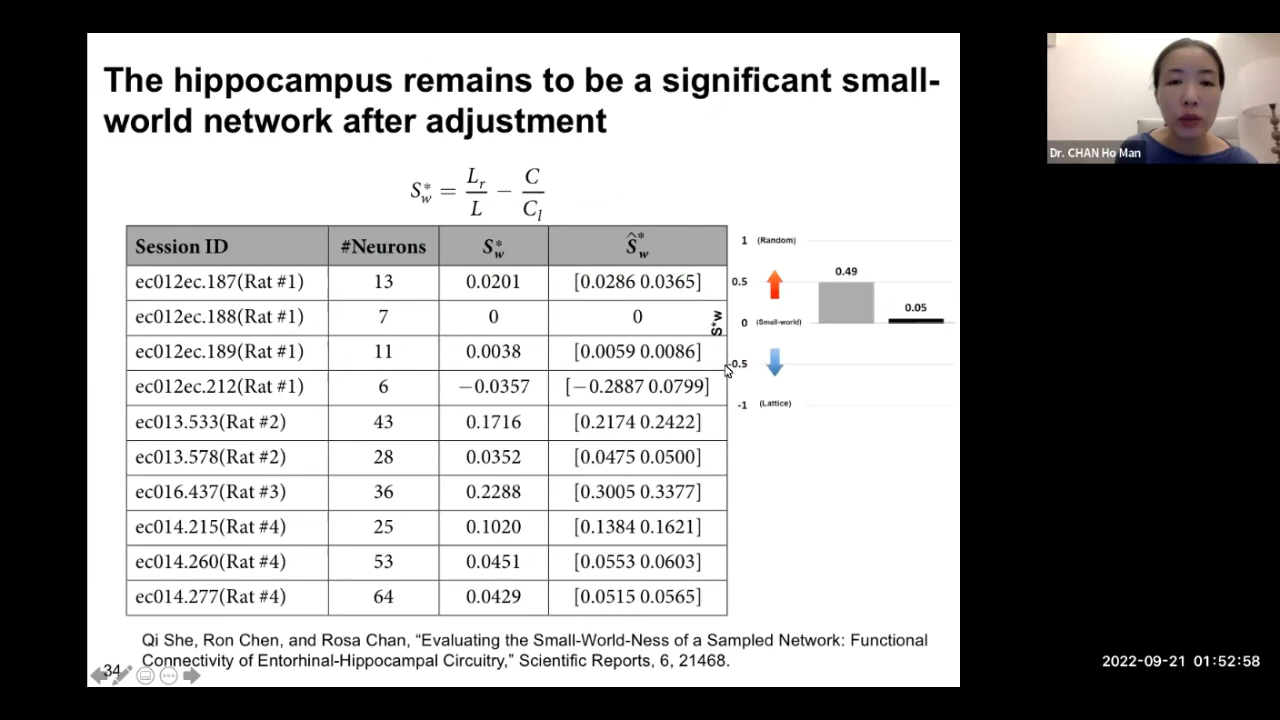 The hippocampus remains to be a significant small-
world network after adjustment
S*w = Lr/L − C/Cl
Session ID #Neurons S*w Ŝ*w
ec012ec.187(Rat #1) 13 0.0201 [0.0286 0.0365]
ec012ec.188(Rat #1) 7 0 0
ec012ec.189(Rat #1) 11 0.0038 [0.0059 0.0086]
ec012ec.212(Rat #1) 6 −0.0357 [−0.2887 0.0799]
ec013.533(Rat #2) 43 0.1716 [0.2174 0.2422]
ec013.578(Rat #2) 28 0.0352 [0.0475 0.0500]
ec016.437(Rat #3) 36 0.2288 [0.3005 0.3377]
ec014.215(Rat #4) 25 0.1020 [0.1384 0.1621]
ec014.260(Rat #4) 53 0.0451 [0.0553 0.0603]
ec014.277(Rat #4) 64 0.0429 [0.0515 0.0565]
S*w
1 (Random)
0.5
0 (Small-world)
-0.5
-1 (Lattice)
0.49
0.05
Qi She, Ron Chen, and Rosa Chan, “Evaluating the Small-World-Ness of a Sampled Network: Functional
Connectivity of Entorhinal-Hippocampal Circuitry,” Scientific Reports, 6, 21468.
34
Dr. CHAN Ho Man
2022-09-21 01:52:58